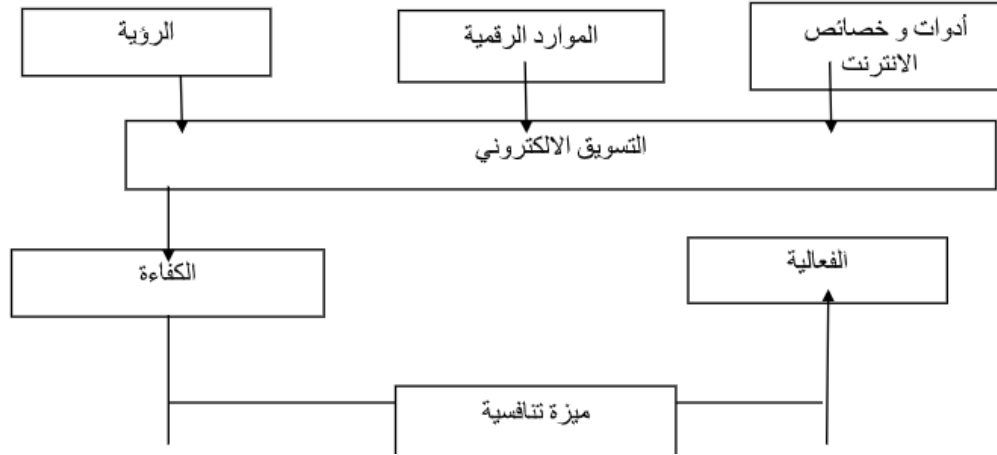 أدوات و خصائص
الانترنت
الموارد الرقمية
الرؤية
التسويق الالكتروني
الفعالية
الكفاءة
ميزة تنافسية